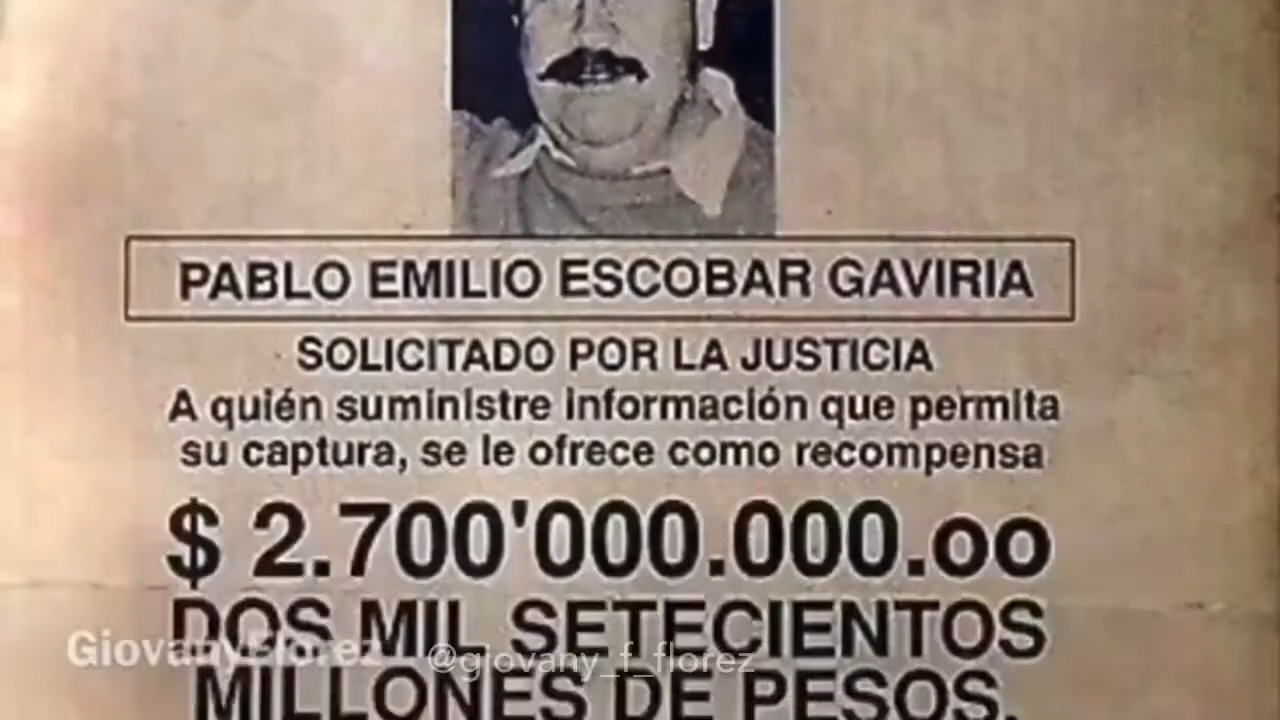 PABLO EMILIO ESCOBAR GAVIRIA
SOLICITADO POR LA JUSTICIA
A quién suministre información que permita
su captura, se le ofrece como recompensa
$ 2.700'000.000.oo
DOS MIL SETECIENTOS
MILLONES DE PESOS.
GiovanyFlorez
@giovany_f_florez